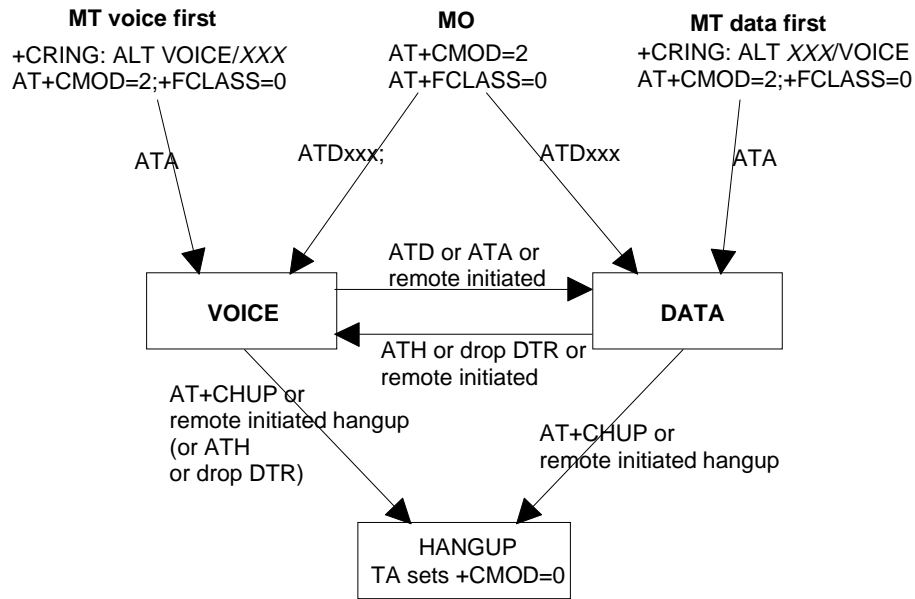 MT voice first
+CRING: ALT VOICE/XXX
AT+CMOD=2;+FCLASS=0
MO
AT+CMOD=2
AT+FCLASS=0
MT data first
+CRING: ALT XXX/VOICE
AT+CMOD=2;+FCLASS=0
ATA
ATDxxx;
ATDxxx
ATA
ATD or ATA or
remote initiated
VOICE
DATA
ATH or drop DTR or
remote initiated
AT+CHUP or
remote initiated hangup
(or ATH
or drop DTR)
AT+CHUP or
remote initiated hangup
HANGUP
TA sets +CMOD=0